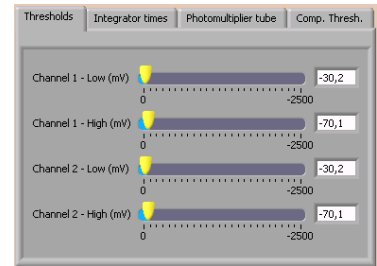 Thresholds Integrator times Photomultiplier tube Comp. Thresh.
Channel 1 - Low (mV) -30,2
0 -2500
Channel 1 - High (mV) -70,1
0 -2500
Channel 2 - Low (mV) -30,2
0 -2500
Channel 2 - High (mV) -70,1
0 -2500